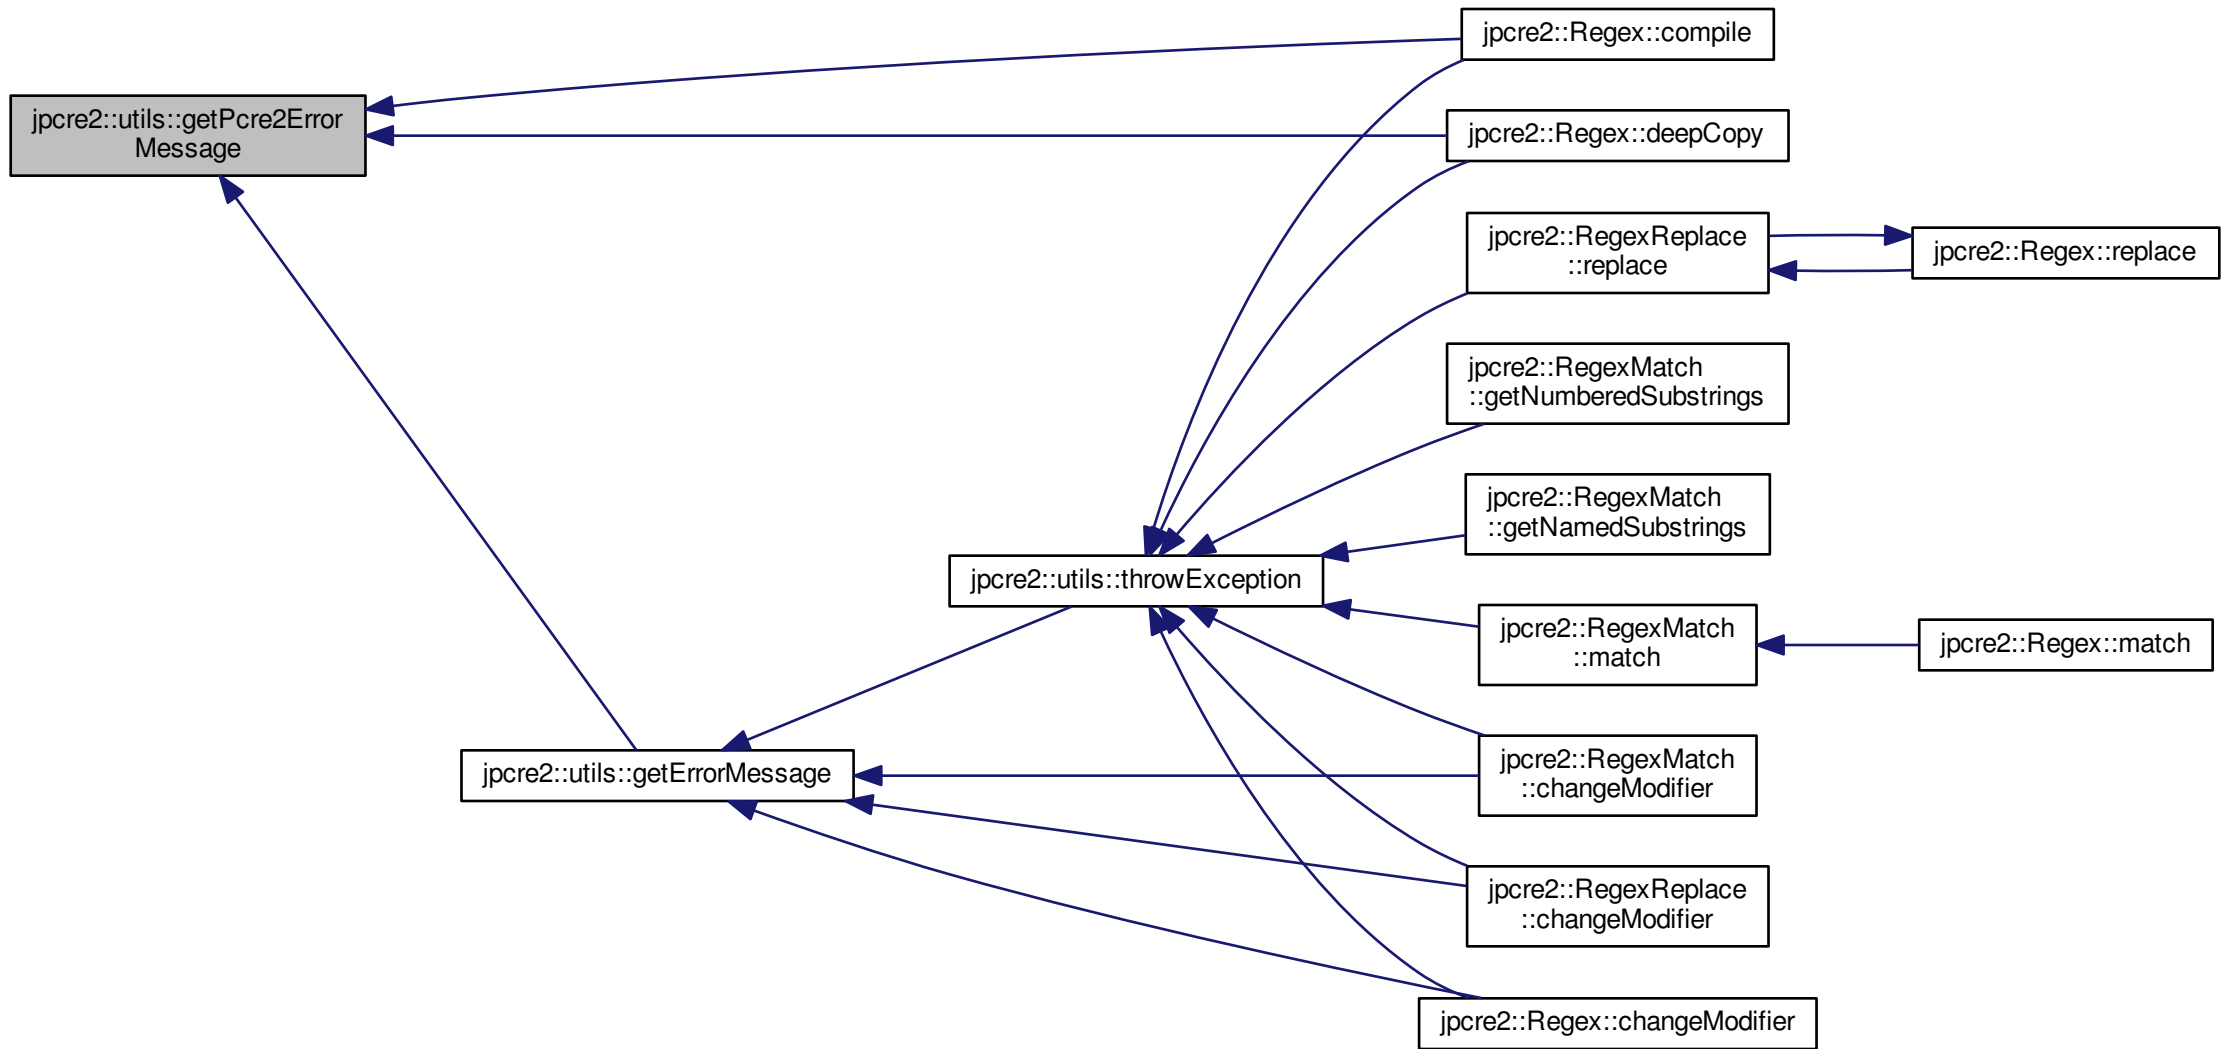 jpcre2::utils::getPcre2Error
Message
jpcre2::Regex::compile
jpcre2::Regex::deepCopy
jpcre2::RegexReplace
::replace
jpcre2::Regex::replace
jpcre2::RegexMatch
::getNumberedSubstrings
jpcre2::RegexMatch
::getNamedSubstrings
jpcre2::utils::throwException
jpcre2::RegexMatch
::match
jpcre2::Regex::match
jpcre2::utils::getErrorMessage
jpcre2::RegexMatch
::changeModifier
jpcre2::RegexReplace
::changeModifier
jpcre2::Regex::changeModifier